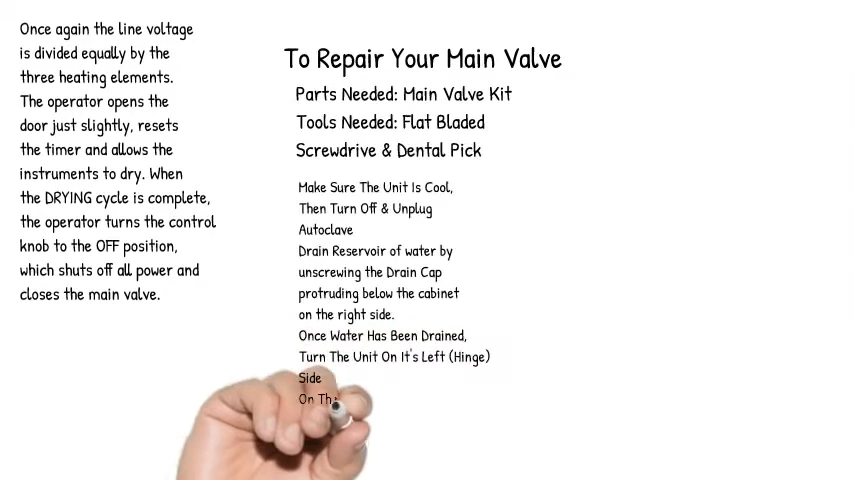 Once again the line voltage
is divided equally by the
three heating elements.
The operator opens the
door just slightly, resets
the timer and allows the
instruments to dry. When
the DRYING cycle is complete,
the operator turns the control
knob to the OFF position,
which shuts off all power and
closes the main valve.
To Repair Your Main Valve
Parts Needed: Main Valve Kit
Tools Needed: Flat Bladed
Screwdrive & Dental Pick
Make Sure The Unit Is Cool,
Then Turn Off & Unplug
Autoclave
Drain Reservoir of water by
unscrewing the Drain Cap
protruding below the cabinet
on the right side.
Once Water Has Been Drained,
Turn The Unit On It's Left (Hinge)
Side
On